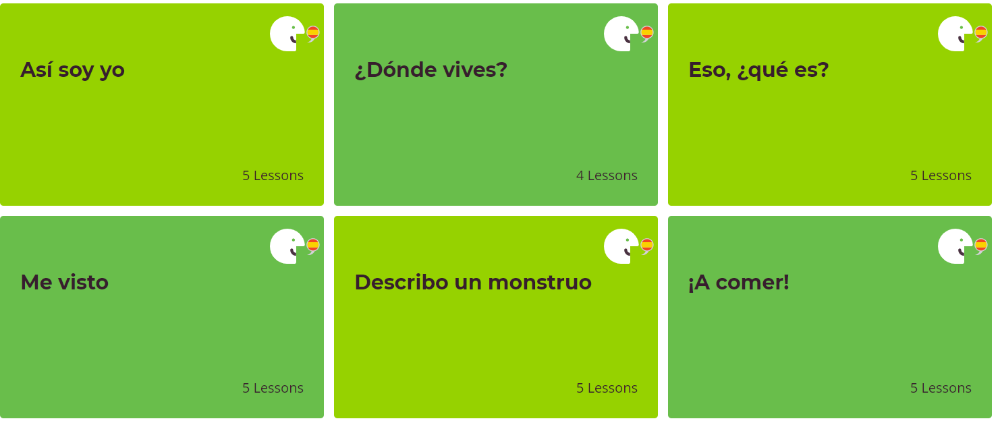 Así soy yo
5 Lessons
¿Dónde vives?
4 Lessons
Eso, ¿qué es?
5 Lessons
Me visto
5 Lessons
Describo un monstruo
5 Lessons
¡A comer!
5 Lessons